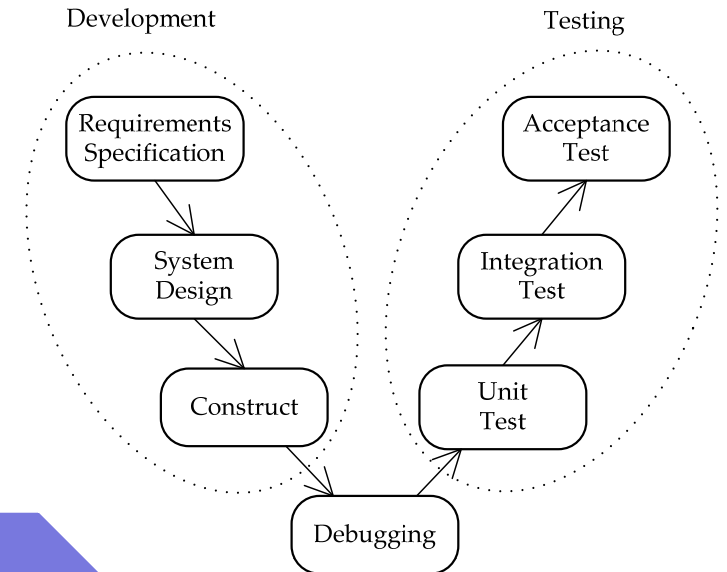 Development
Testing
Requirements
Specification
Acceptance
Test
System
Design
Integration
Test
Construct
Unit
Test
Debugging